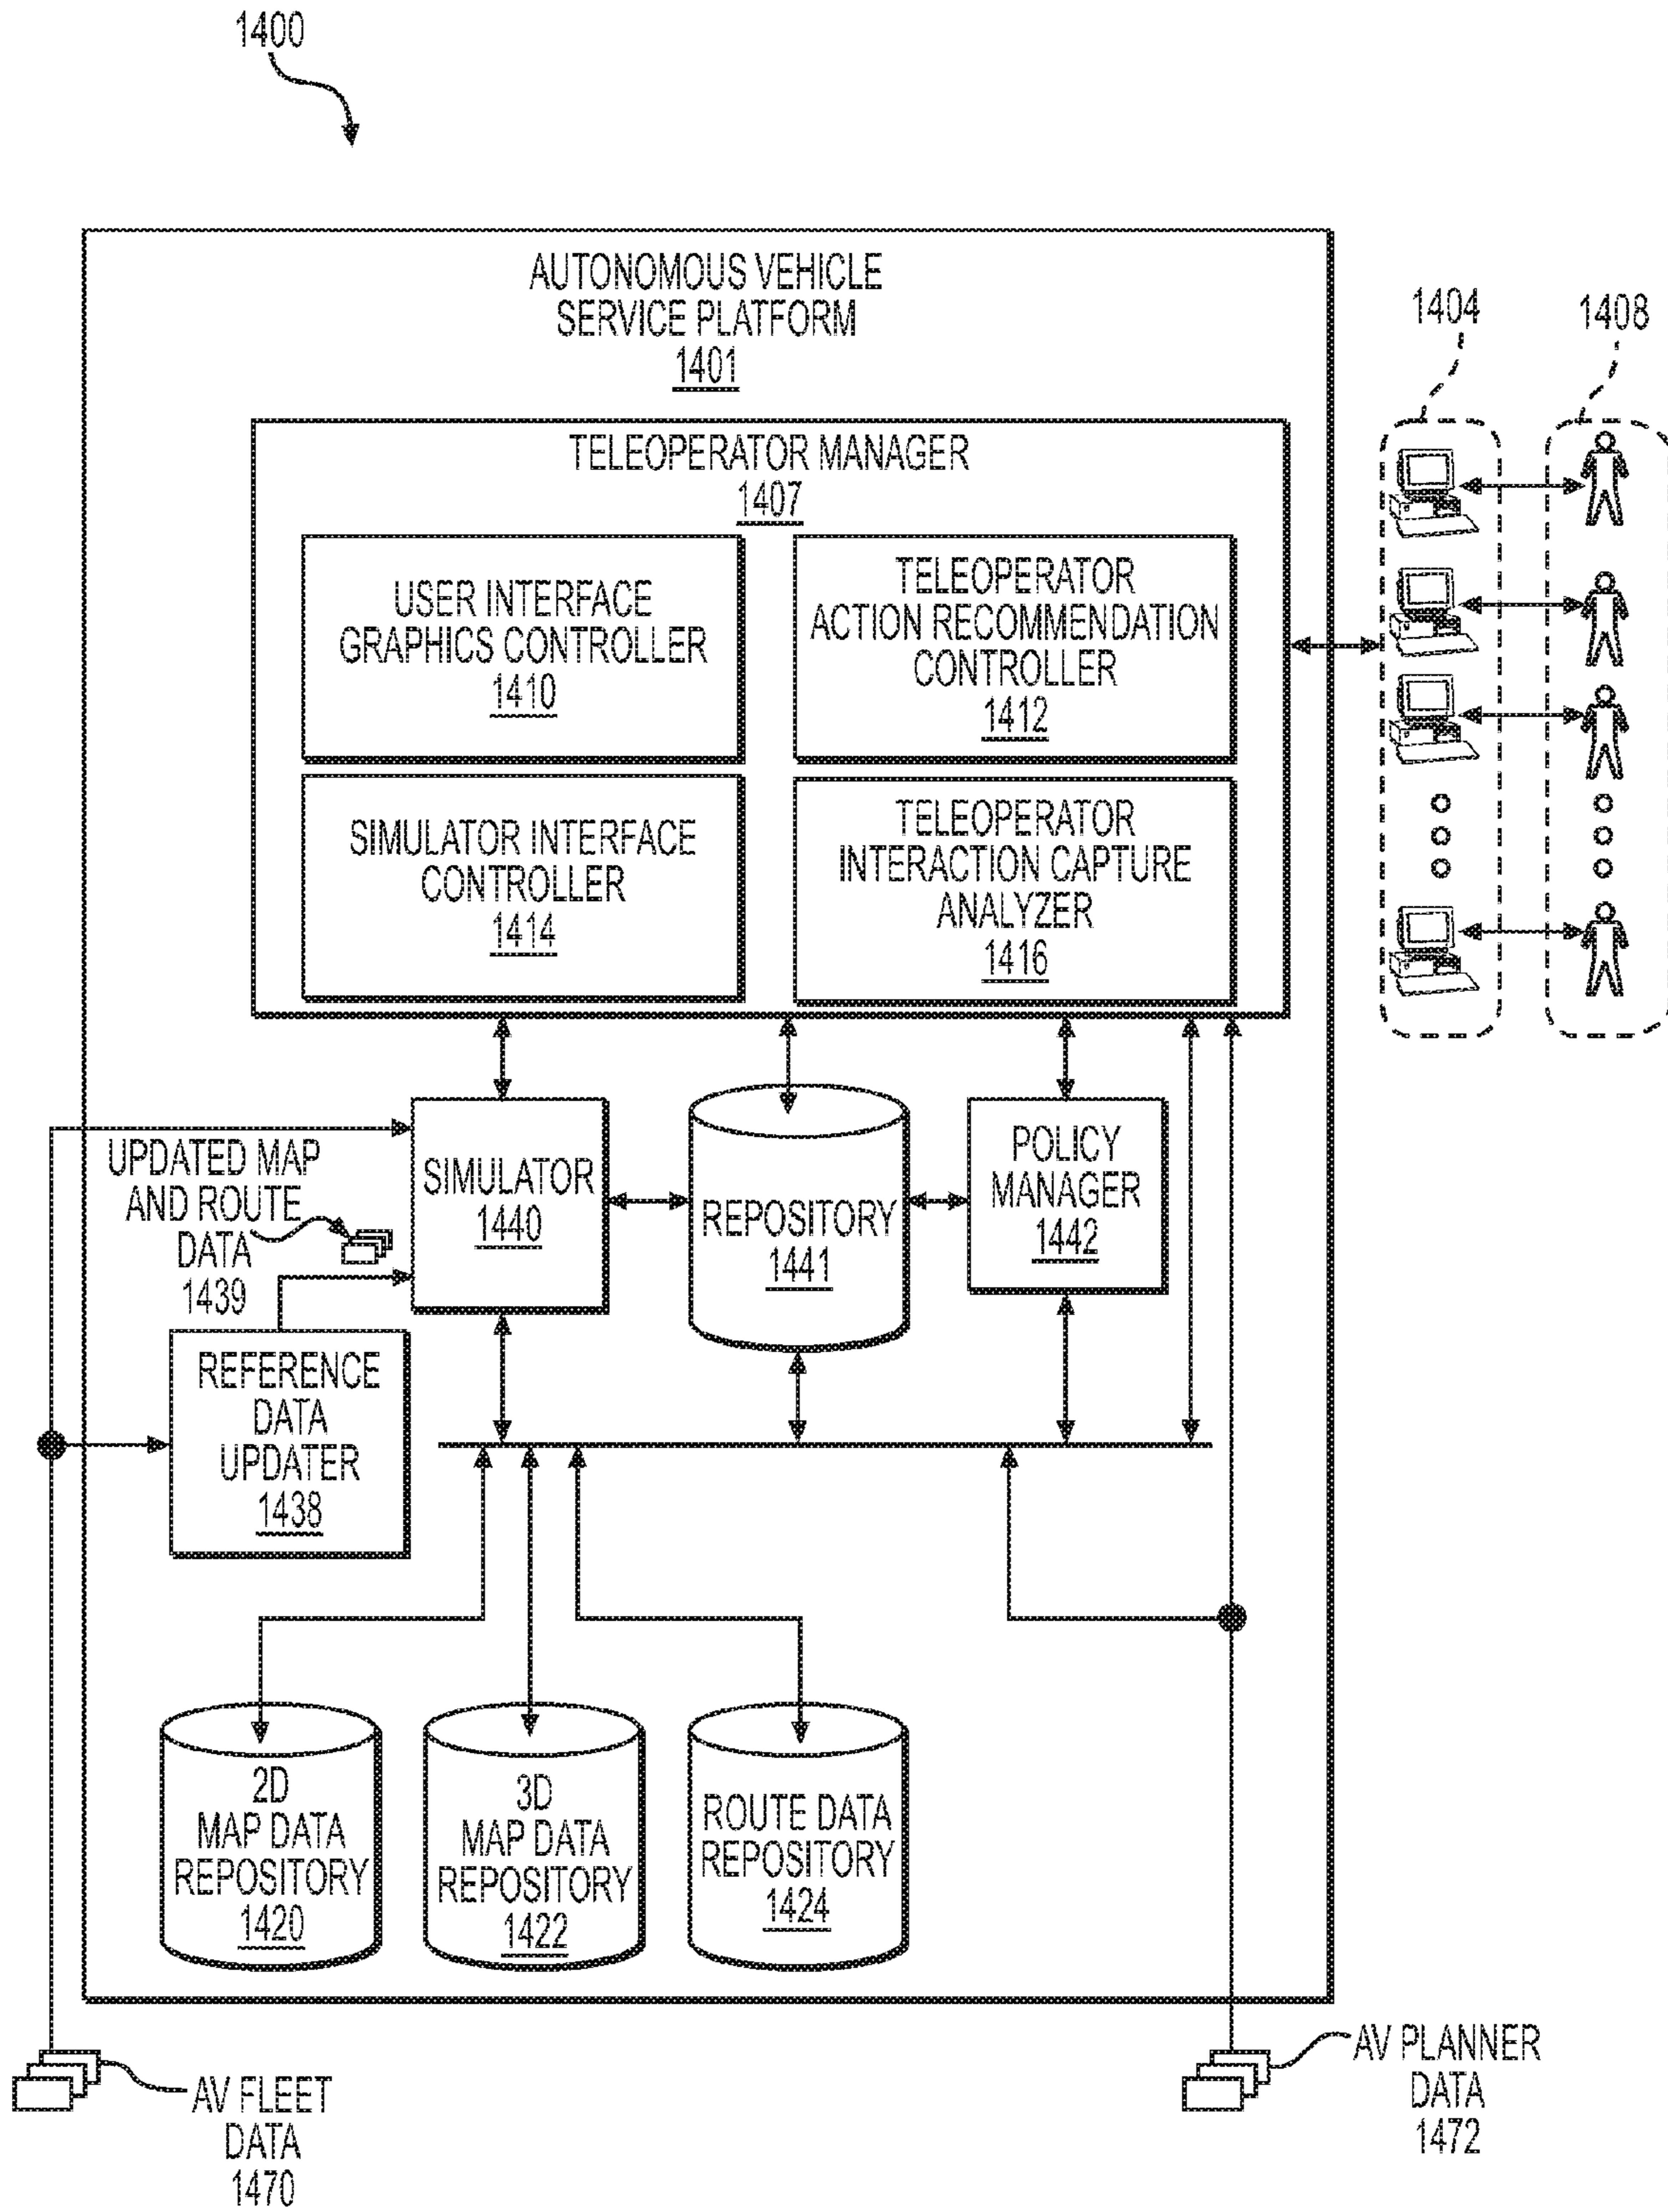 1400
AUTONOMOUS VEHICLE
SERVICE PLATFORM
1401
1404
1408
TELEOPERATOR MANAGER
1407
USER INTERFACE
GRAPHICS CONTROLLER
1410
TELEOPERATOR
ACTION RECOMMENDATION
CONTROLLER
1412
SIMULATOR INTERFACE
CONTROLLER
1414
TELEOPERATOR
INTERACTION CAPTURE
ANALYZER
1416
UPDATED MAP
AND ROUTE
DATA
1439
SIMULATOR
1440
REPOSITORY
1441
POLICY
MANAGER
1442
REFERENCE
DATA
UPDATER
1438
2D
MAP DATA
REPOSITORY
1420
3D
MAP DATA
REPOSITORY
1422
ROUTE DATA
REPOSITORY
1424
AV FLEET
DATA
1470
AV PLANNER
DATA
1472